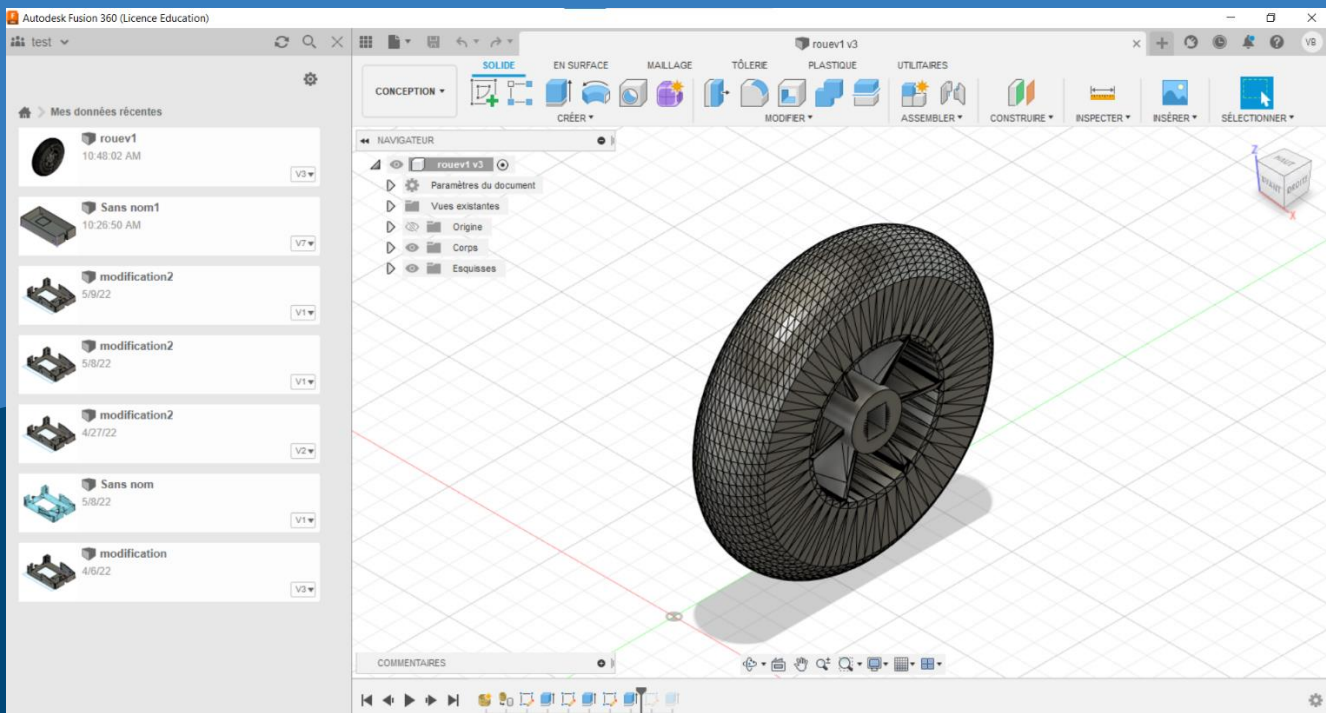 Autodesk Fusion 360 (Licence Education)
test
rouev1 v3
VB
SOLIDE EN SURFACE MAILLAGE TÔLERIE PLASTIQUE UTILITAIRES
CONCEPTION
CRÉER MODIFIER ASSEMBLER CONSTRUIRE INSPECTER INSÉRER SÉLECTIONNER
Mes données récentes
rouev1
10:48:02 AM
V3
Sans nom1
10:26:50 AM
V7
modification2
5/9/22
V1
modification2
5/8/22
V1
modification2
4/27/22
V2
Sans nom
5/8/22
V1
modification
4/6/22
V3
NAVIGATEUR
rouev1 v3
Paramètres du document
Vues existantes
Origine
Corps
Esquisses
Z
HAUT
AVANT DROITE
X
COMMENTAIRES